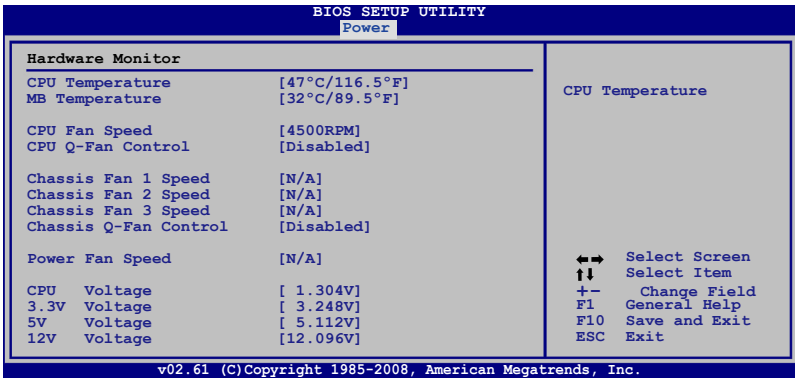 BIOS SETUP UTILITY
Power
Hardware Monitor
CPU Temperature [47°C/116.5°F]
MB Temperature [32°C/89.5°F]
CPU Fan Speed [4500RPM]
CPU Q-Fan Control [Disabled]
Chassis Fan 1 Speed [N/A]
Chassis Fan 2 Speed [N/A]
Chassis Fan 3 Speed [N/A]
Chassis Q-Fan Control [Disabled]
Power Fan Speed [N/A]
CPU Voltage [ 1.304V]
3.3V Voltage [ 3.248V]
5V Voltage [ 5.112V]
12V Voltage [12.096V]
CPU Temperature
←→ Select Screen
↑↓ Select Item
+- Change Field
F1 General Help
F10 Save and Exit
ESC Exit
v02.61 (C)Copyright 1985-2008, American Megatrends, Inc.